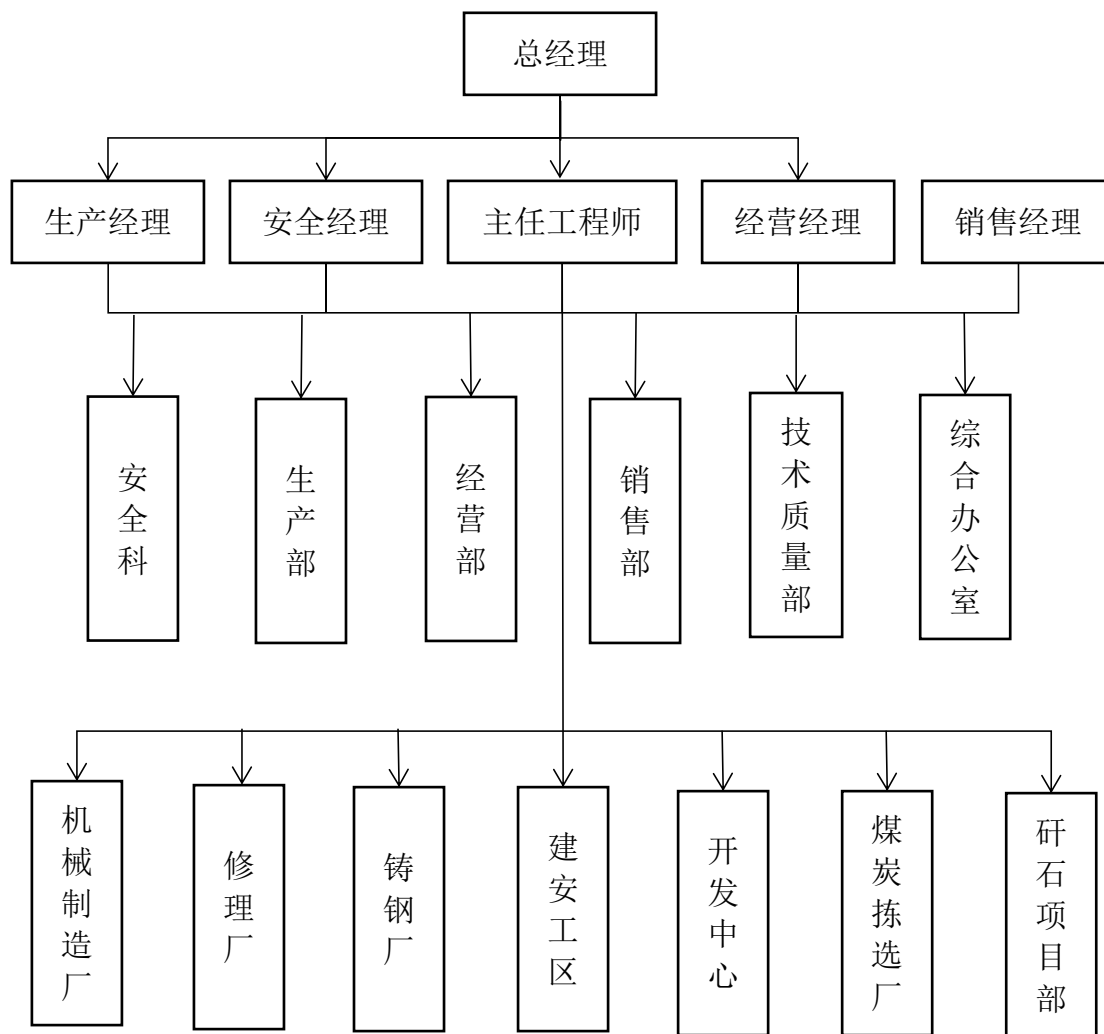 总经理
生产经理
安全经理
主任工程师
经营经理
销售经理
安全科
生产部
经营部
销售部
技术质量部
综合办公室
机械制造厂
修理厂
铸钢厂
建安工区
开发中心
煤炭拣选厂
矸石项目部